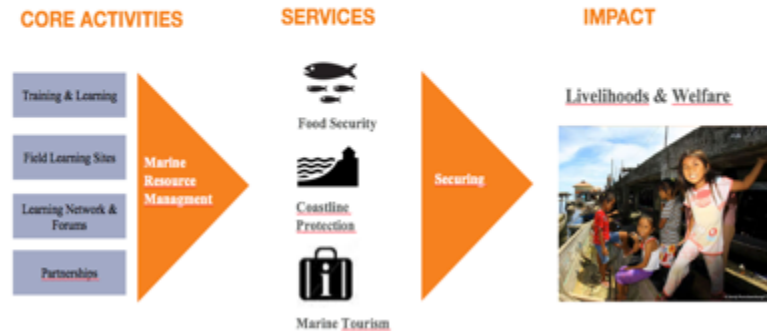 CORE ACTIVITIES
SERVICES
IMPACT
Training & Learning
Field Learning Sites
Learning Network &
Forums
Partnerships
Marine
Resource
Managment
Food Security
Coastline
Protection
Marine Tourism
Securing
Livelihoods & Welfare